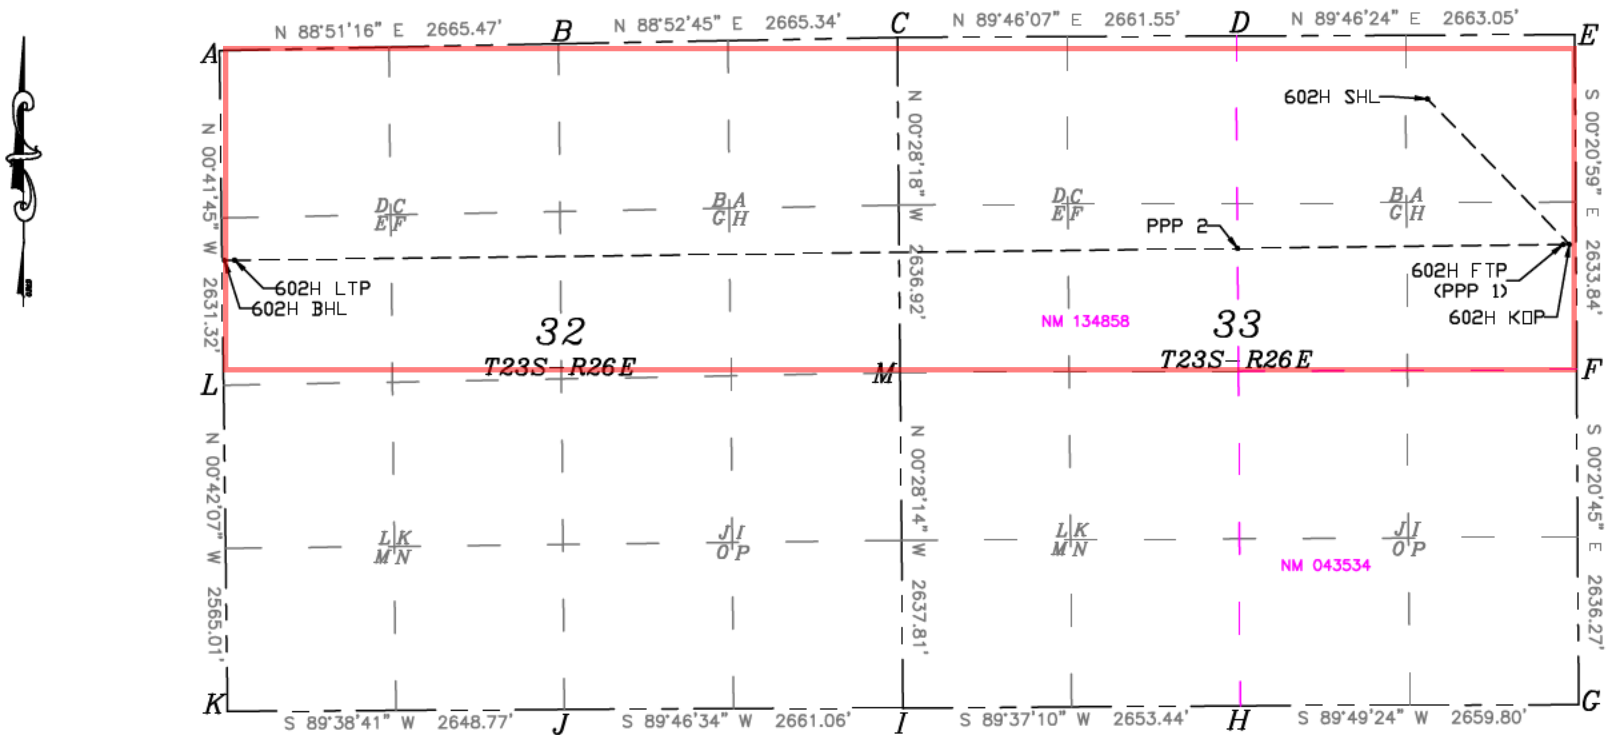 N 88°51'16" E 2665.47'
N 88°52'45" E 2665.34'
N 89°46'07" E 2661.55'
N 89°46'24" E 2663.05'
A
B
C
D
E
602H SHL
N 00°41'45" W 2631.32'
N 00°28'18" W 2636.92'
S 00°20'59" E 2633.84'
D C
E F
B A
G H
D C
E F
B A
G H
PPP 2
602H LTP
602H BHL
602H FTP
(PPP 1)
602H KOP
NM 134858
32
T23S-R26E
33
T23S-R26E
L
M
F
N 00°42'07" W 2565.01'
N 00°28'14" W 2637.81'
S 00°20'45" E 2636.27'
L K
M N
J I
O P
L K
M N
J I
O P
NM 043534
K
J
I
H
G
S 89°38'41" W 2648.77'
S 89°46'34" W 2661.06'
S 89°37'10" W 2653.44'
S 89°49'24" W 2659.80'